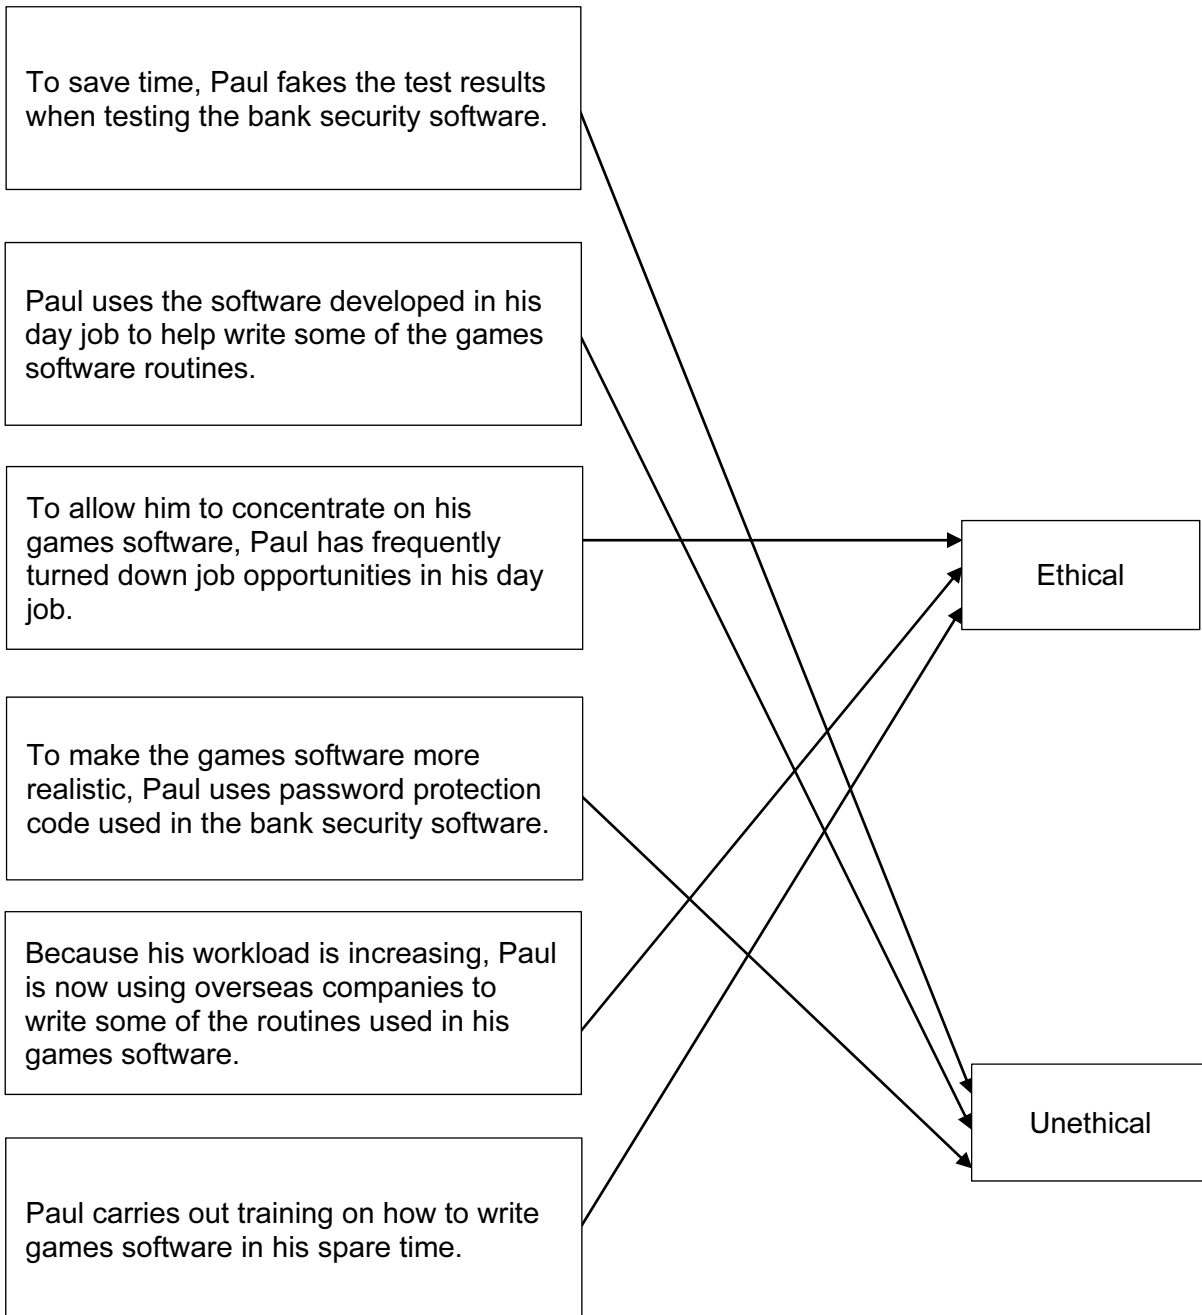 To save time, Paul fakes the test results
when testing the bank security software.
Paul uses the software developed in his
day job to help write some of the games
software routines.
To allow him to concentrate on his
games software, Paul has frequently
turned down job opportunities in his day
job.
Ethical
To make the games software more
realistic, Paul uses password protection
code used in the bank security software.
Because his workload is increasing, Paul
is now using overseas companies to
write some of the routines used in his
games software.
Unethical
Paul carries out training on how to write
games software in his spare time.